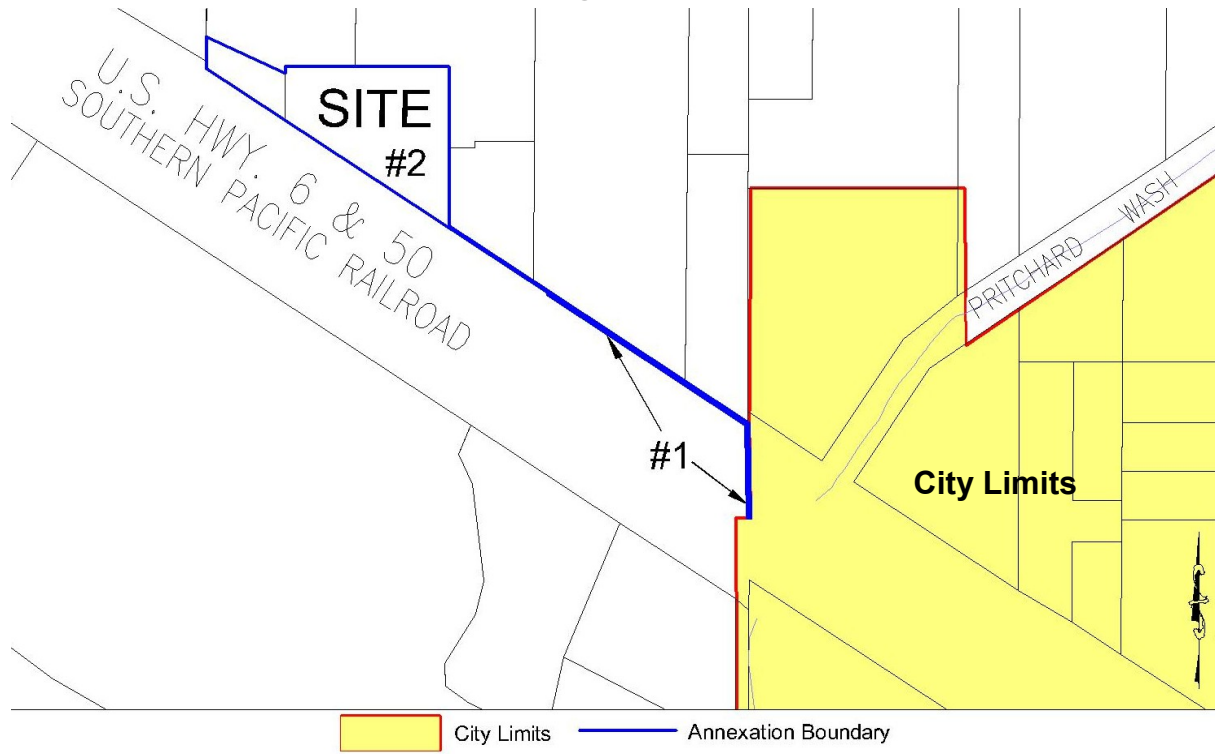 SITE
#2
U.S. HWY. 6 & 50
SOUTHERN PACIFIC RAILROAD
PRITCHARD WASH
#1
City Limits
City Limits
Annexation Boundary